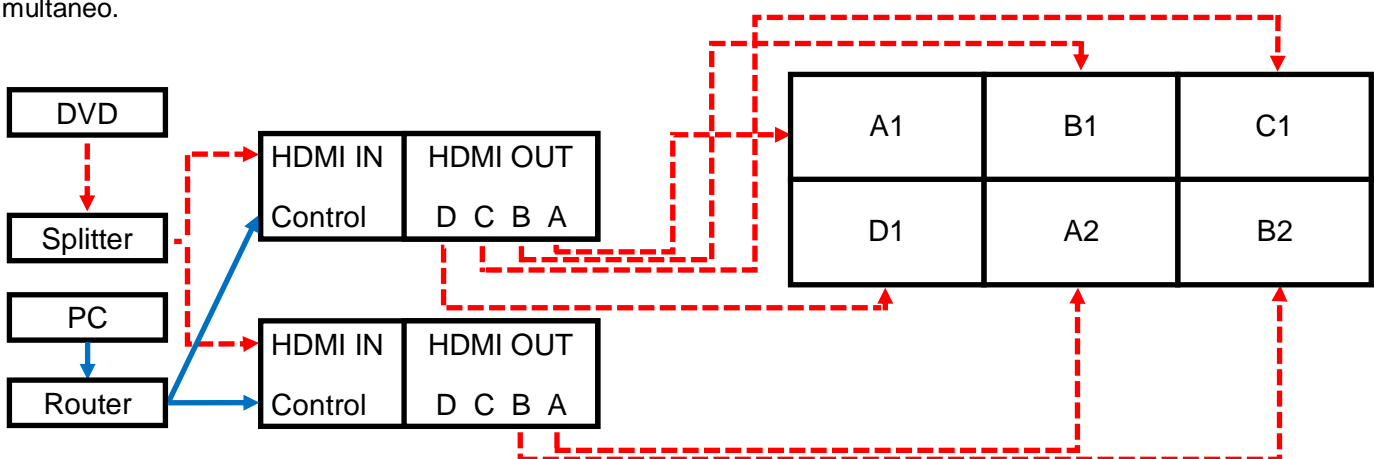 multaneo.
DVD
Splitter
PC
Router
HDMI IN HDMI OUT
Control D C B A
HDMI IN HDMI OUT
Control D C B A
A1 B1 C1
D1 A2 B2